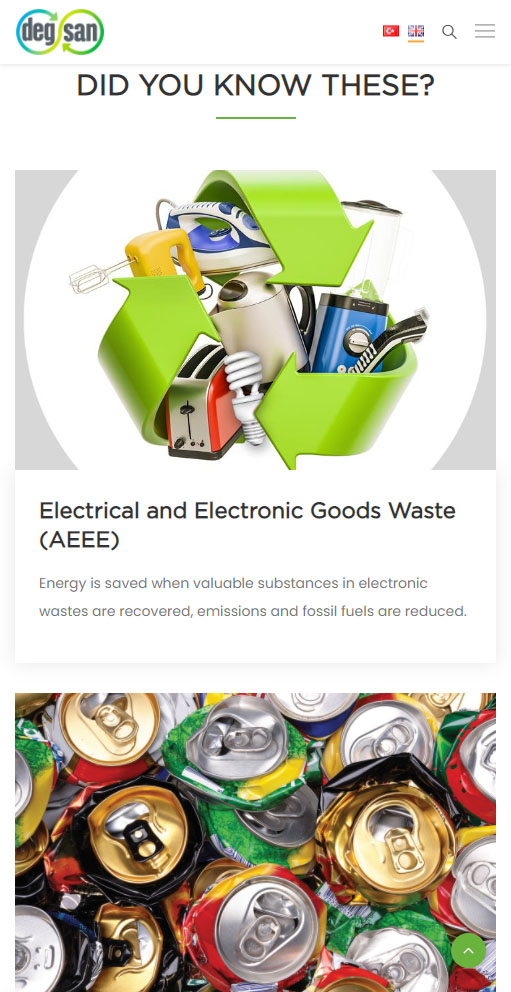 deg san
DID YOU KNOW THESE?
Electrical and Electronic Goods Waste
(AEEE)
Energy is saved when valuable substances in electronic
wastes are recovered, emissions and fossil fuels are reduced.